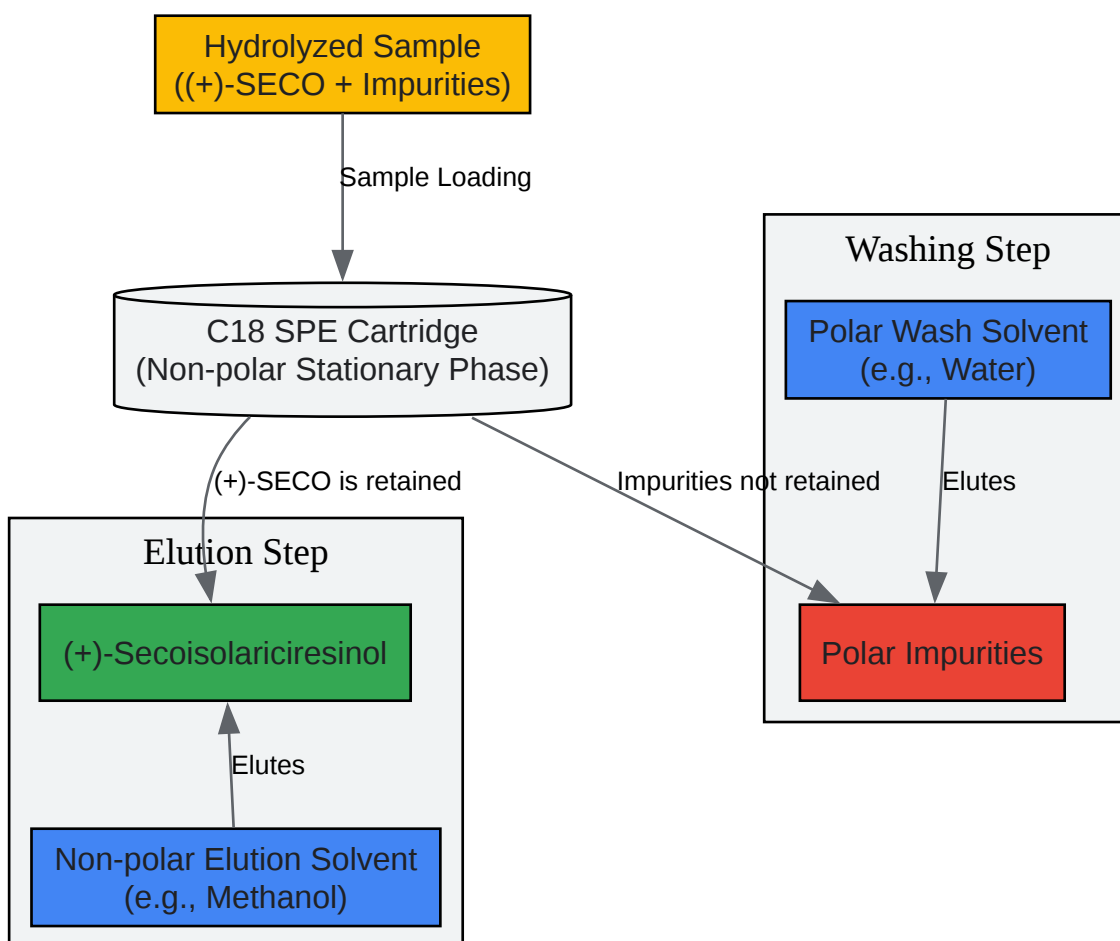 Hydrolyzed Sample
((+)-SECO + Impurities)
Sample Loading
C18 SPE Cartridge
(Non-polar Stationary Phase)
Washing Step
Polar Wash Solvent
(e.g., Water)
(+)-SECO is retained
Impurities not retained
Elutes
Elution Step
(+)-Secoisolariciresinol
Polar Impurities
Elutes
Non-polar Elution Solvent
(e.g., Methanol)